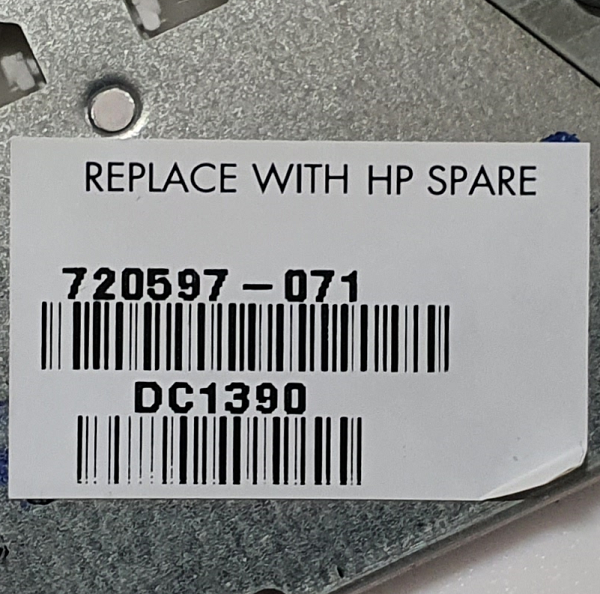 REPLACE WITH HP SPARE
720597-071
DC1390